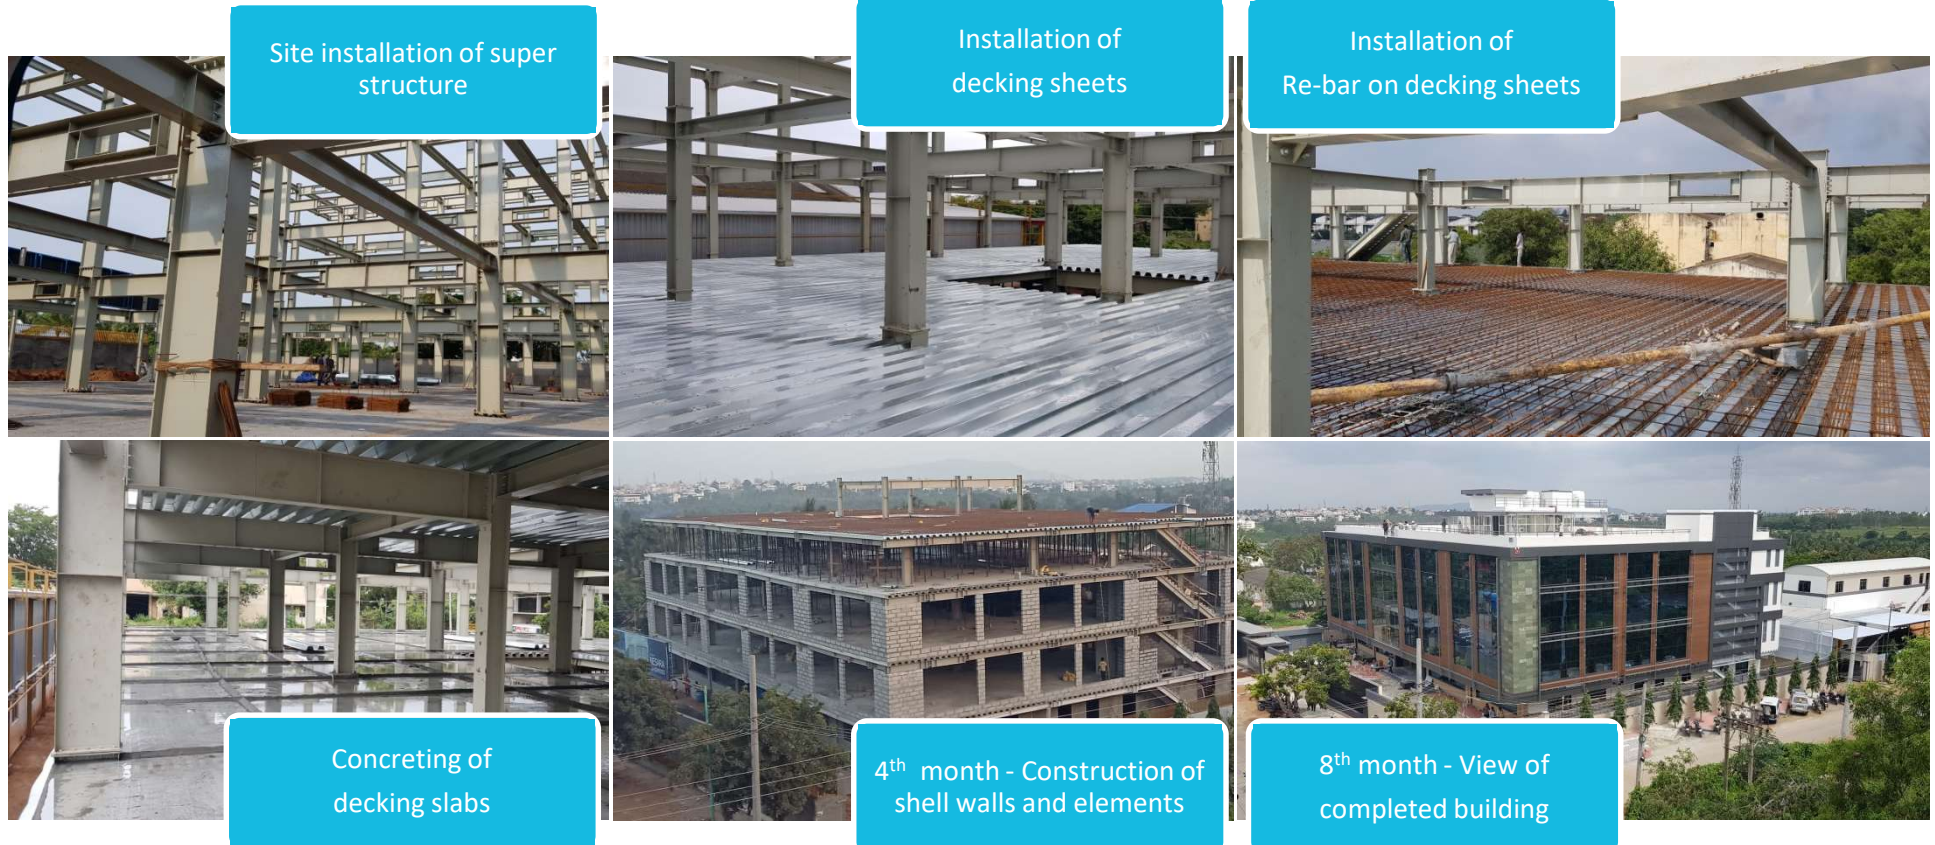 Site installation of super
structure
Installation of
decking sheets
Installation of
Re-bar on decking sheets
Concreting of
decking slabs
4th month - Construction of
shell walls and elements
8th month - View of
completed building